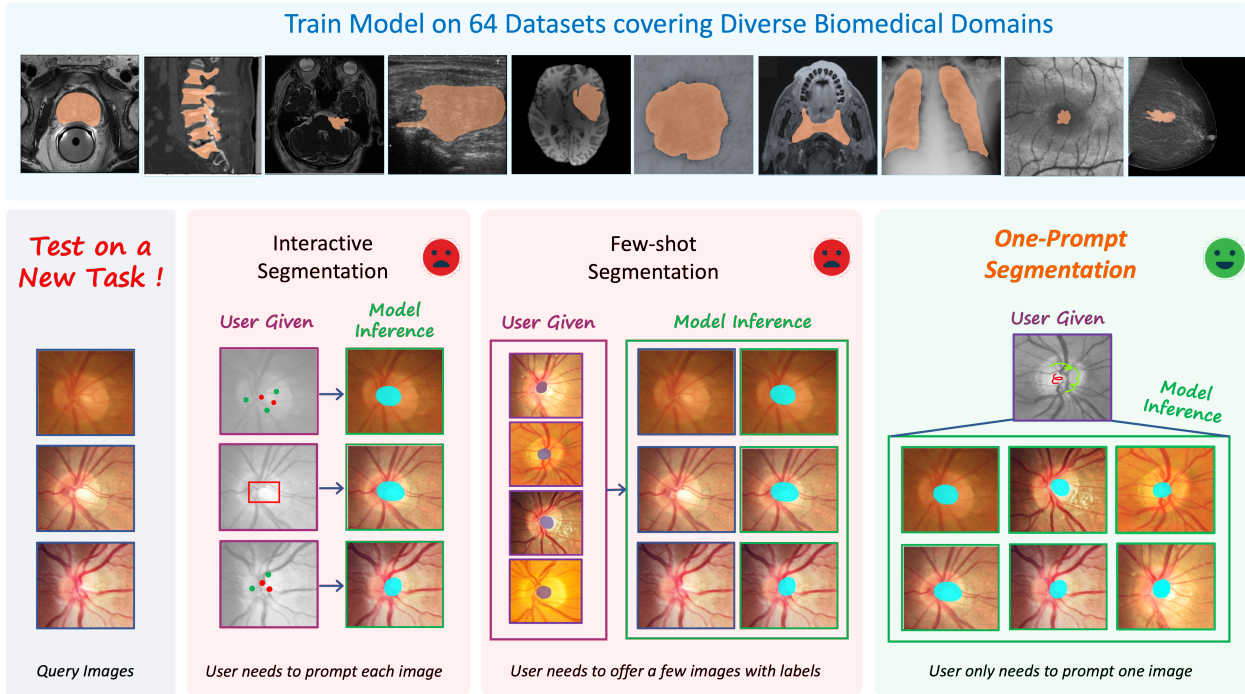 Train Model on 64 Datasets covering Diverse Biomedical Domains
Test on a
New Task !
Query Images
Interactive
Segmentation
User Given
Model
Inference
User needs to prompt each image
Few-shot
Segmentation
User Given
Model Inference
User needs to offer a few images with labels
One-Prompt
Segmentation
User Given
Model
Inference
User only needs to prompt one image